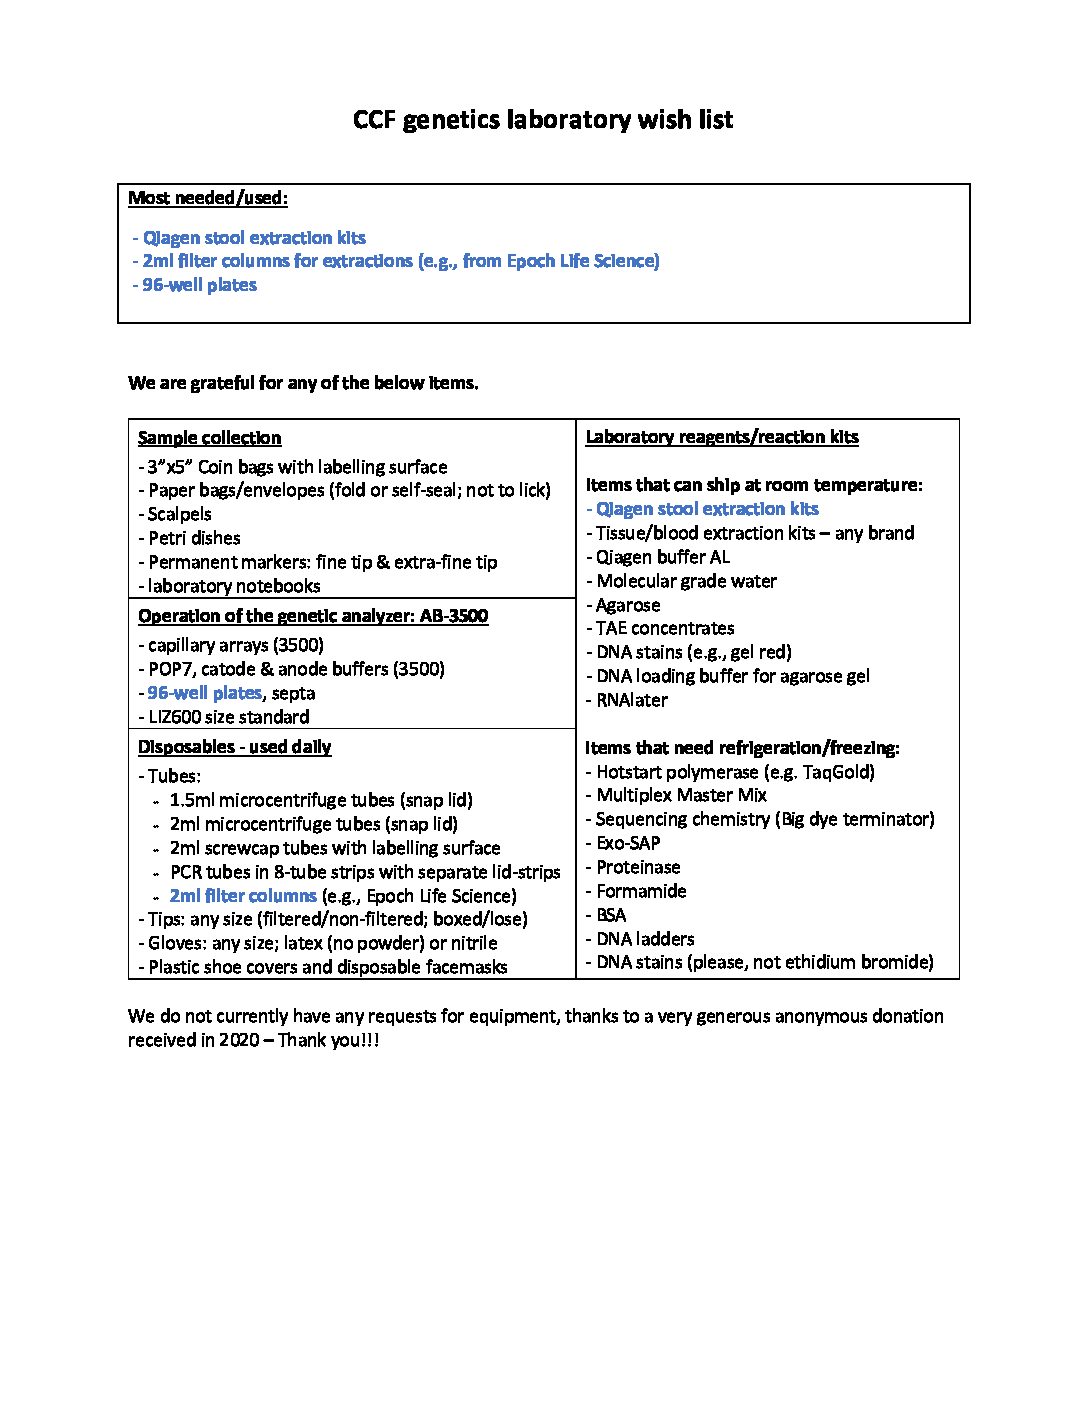 CCF genetics laboratory wish list
Most needed/used:
- Qiagen stool extraction kits
- 2ml filter columns for extractions (e.g., from Epoch Life Science)
- 96-well plates
We are grateful for any of the below items.
Sample collection
- 3”x5” Coin bags with labelling surface
- Paper bags/envelopes (fold or self-seal; not to lick)
- Scalpels
- Petri dishes
- Permanent markers: fine tip & extra-fine tip
- laboratory notebooks
Operation of the genetic analyzer: AB-3500
- capillary arrays (3500)
- POP7, catode & anode buffers (3500)
- 96-well plates, septa
- LIZ600 size standard
Disposables - used daily
- Tubes:
- 1.5ml microcentrifuge tubes (snap lid)
- 2ml microcentrifuge tubes (snap lid)
- 2ml screwcap tubes with labelling surface
- PCR tubes in 8-tube strips with separate lid-strips
- 2ml filter columns (e.g., Epoch Life Science)
- Tips: any size (filtered/non-filtered; boxed/lose)
- Gloves: any size; latex (no powder) or nitrile
- Plastic shoe covers and disposable facemasks
Laboratory reagents/reaction kits
Items that can ship at room temperature:
- Qiagen stool extraction kits
- Tissue/blood extraction kits – any brand
- Qiagen buffer AL
- Molecular grade water
- Agarose
- TAE concentrates
- DNA stains (e.g., gel red)
- DNA loading buffer for agarose gel
- RNAlater
Items that need refrigeration/freezing:
- Hotstart polymerase (e.g. TaqGold)
- Multiplex Master Mix
- Sequencing chemistry (Big dye terminator)
- Exo-SAP
- Proteinase
- Formamide
- BSA
- DNA ladders
- DNA stains (please, not ethidium bromide)
We do not currently have any requests for equipment, thanks to a very generous anonymous donation
received in 2020 – Thank you!!!